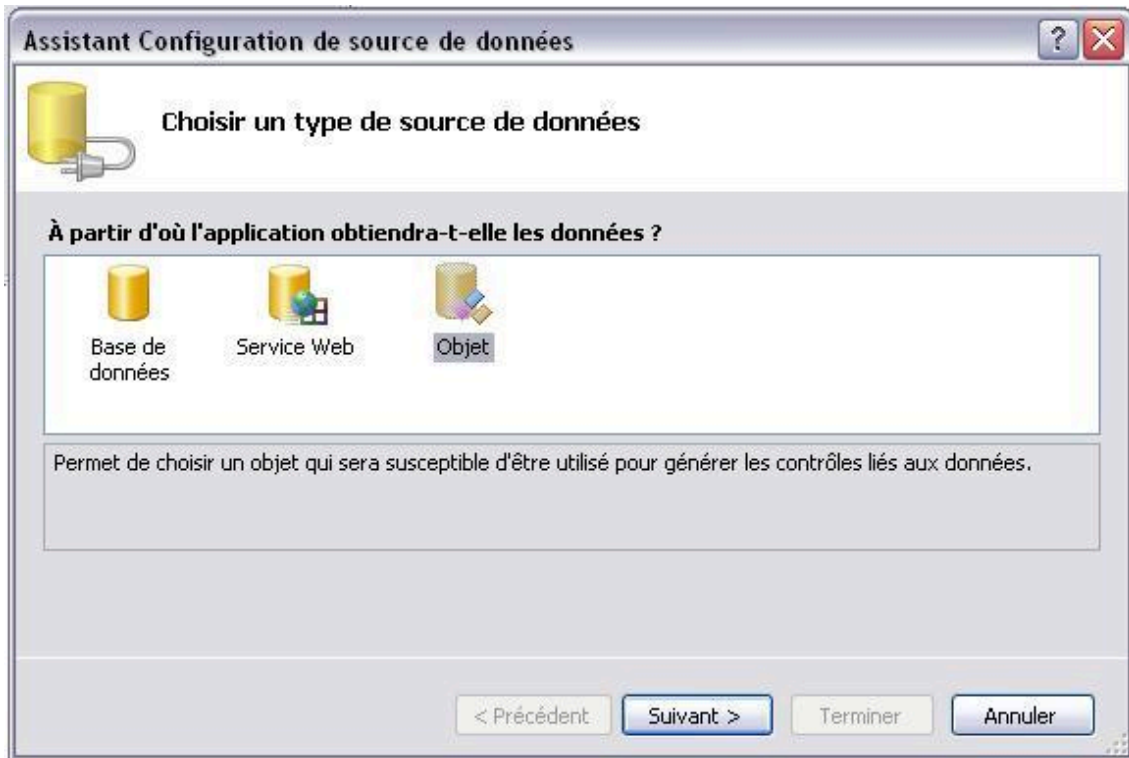 Assistant Configuration de source de données
Choisir un type de source de données
À partir d'où l'application obtiendra-t-elle les données ?
Base de
données
Service Web
Objet
Permet de choisir un objet qui sera susceptible d'être utilisé pour générer les contrôles liés aux données.
< Précédent
Suivant >
Terminer
Annuler